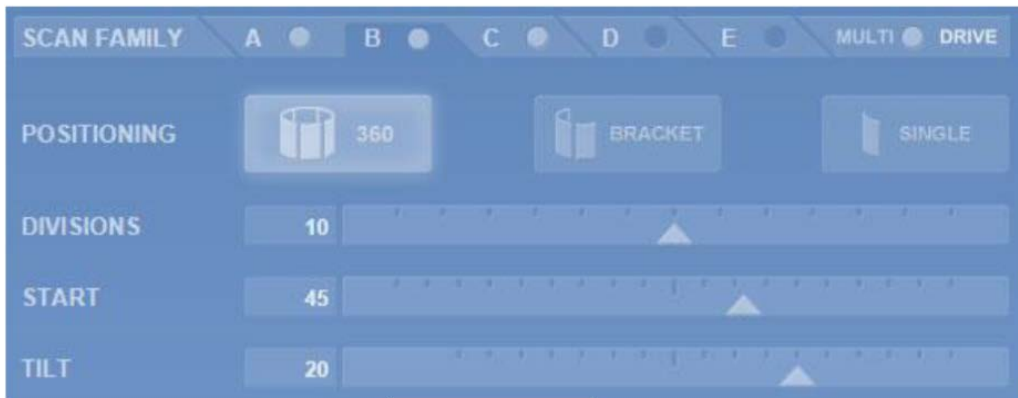 SCAN FAMILY A B C D E MULTI DRIVE
POSITIONING 360 BRACKET SINGLE
DIVISIONS 10
START 45
TILT 20